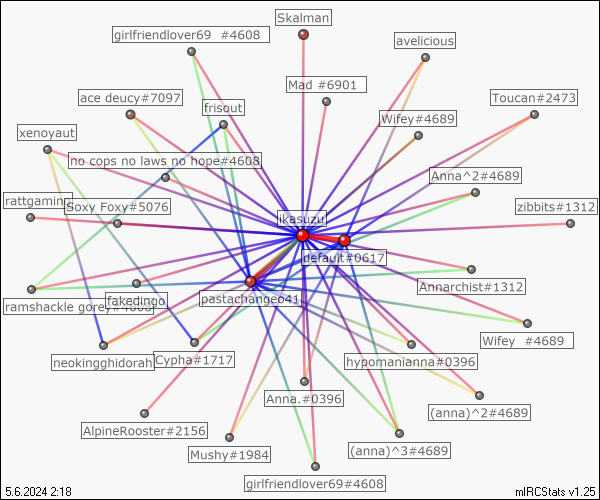 Skalman
girlfriendlover69 #4608
avelicious
Mad #6901
ace deucy#7097
Toucan#2473
frisout
Wifey#4689
xenoyaut
no cops no laws no hope#4608
Anna^2#4689
rattgaming
Soxy Foxy#5076
zibbits#1312
ikasuzu
default#0617
Annarchist#1312
pastachangeo41
fakedingo
ramshackle gorey#4608
Wifey #4689
neokingghidorah
Cypha#1717
hypomanianna#0396
Anna.#0396
(anna)^2#4689
AlpineRooster#2156
Mushy#1984
(anna)^3#4689
girlfriendlover69#4608
5.6.2024 2:18
mIRCStats v1.25